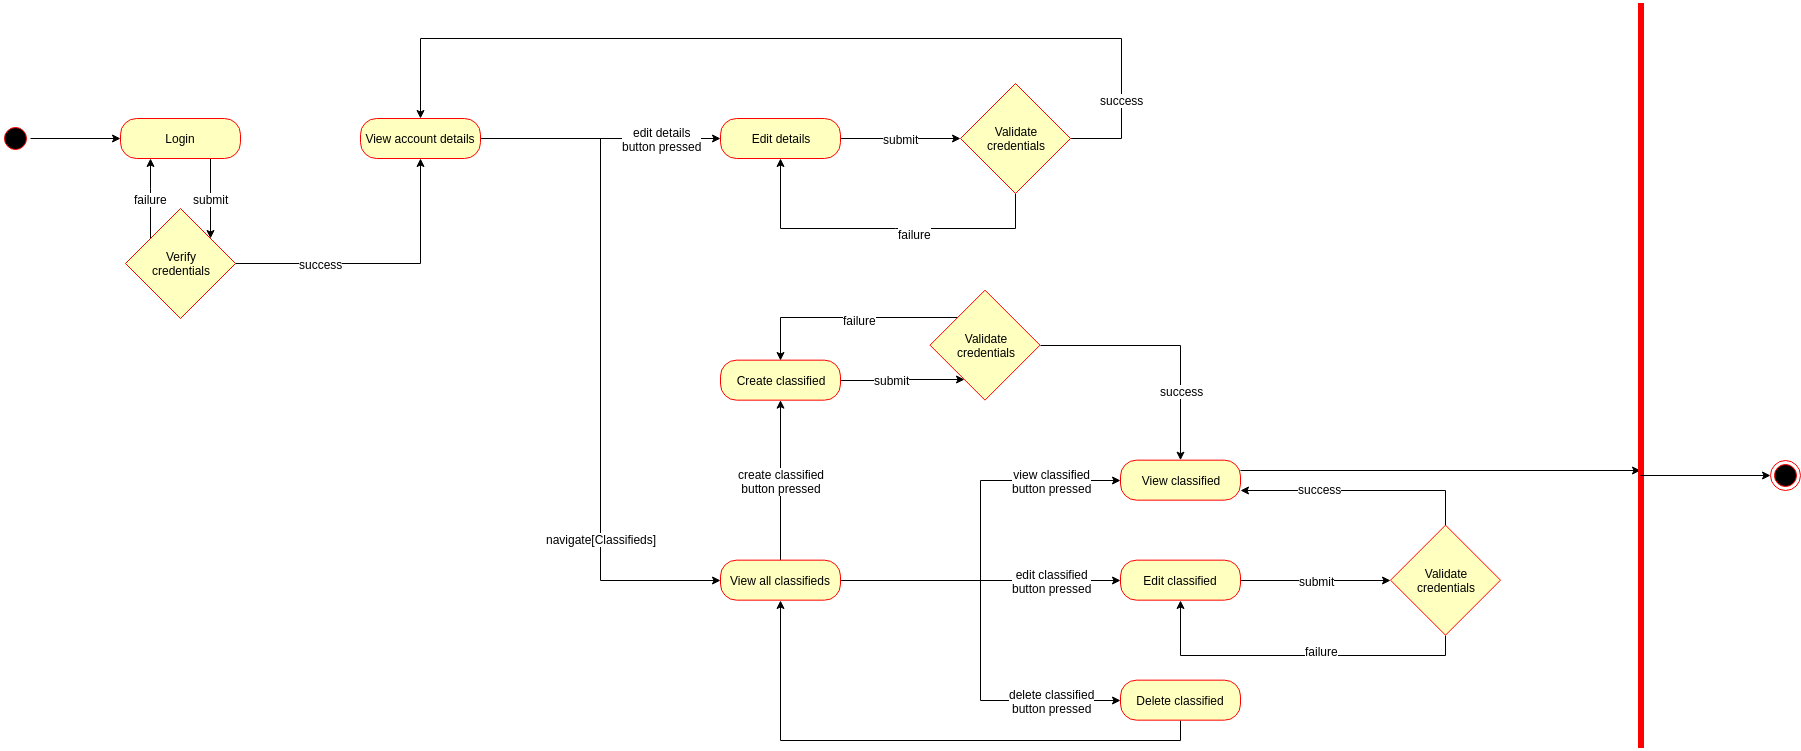 success
Login
View account details
edit details
button pressed
Edit details
submit
Validate
credentials
failure
submit
Verify
credentials
success
failure
failure
Validate
credentials
Create classified
submit
success
create classified
button pressed
view classified
button pressed
View classified
success
navigate[Classifieds]
View all classifieds
edit classified
button pressed
Edit classified
submit
Validate
credentials
failure
delete classified
button pressed
Delete classified